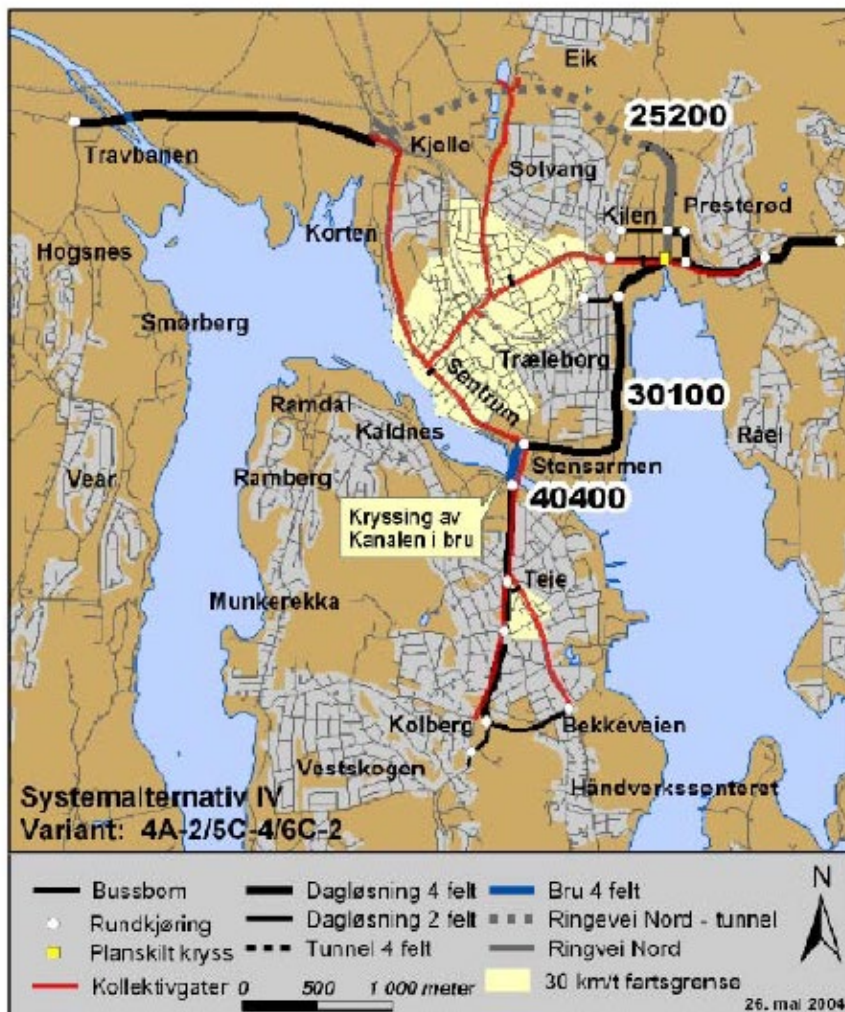 Eik
25200
Travbanen
Kjelle
Solvang
Kilen
Presterød
Korten
Hogsnes
Smørberg
Træleborg
Sentrum
30100
Ramdal
Kaldnes
Råel
Vear
Ramberg
Stensarmen
40400
Kryssing av
Kanalen i bru
Teie
Munkerekka
Kolberg
Bekkeveien
Vestskogen
Håndverkssenteret
Systemalternativ IV
Variant: 4A-2/5C-4/6C-2
Bussbom
Dagløsning 4 felt
Bru 4 felt
N
Rundkjøring
Dagløsning 2 felt
Ringevei Nord - tunnel
Planskilt kryss
Tunnel 4 felt
Ringvei Nord
Kollektivgater
0 500 1 000 meter
30 km/t fartsgrense
26. mai 2004